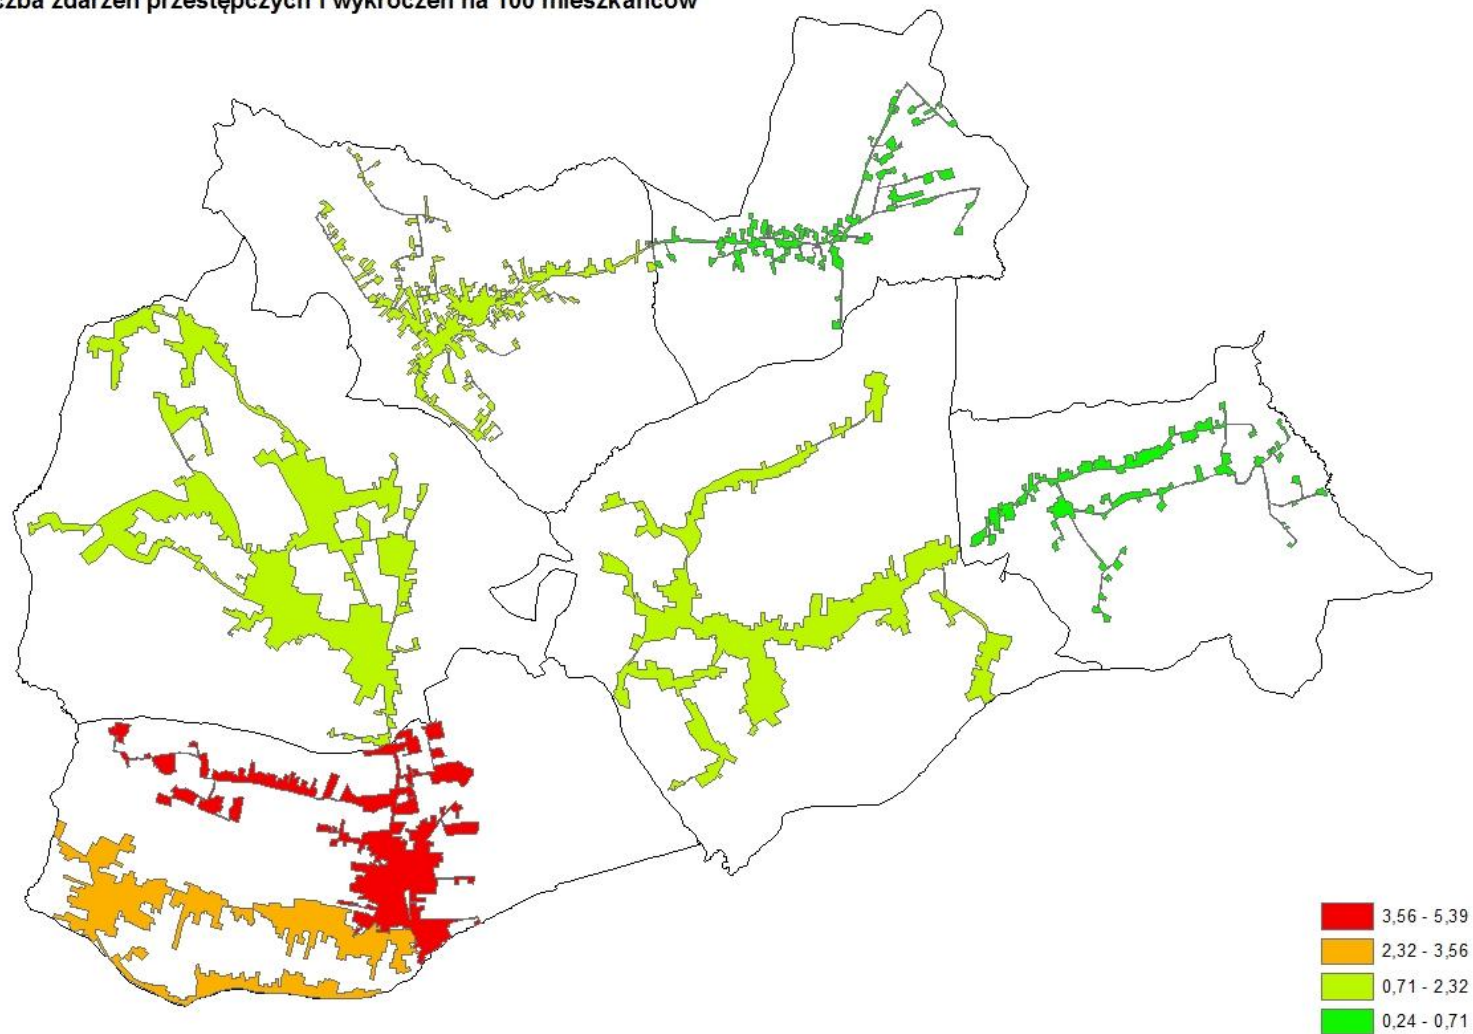 czba zdarzeń przestępczych i wykroczeń na 100 mieszkańców
3,56 - 5,39
2,32 - 3,56
0,71 - 2,32
0,24 - 0,71